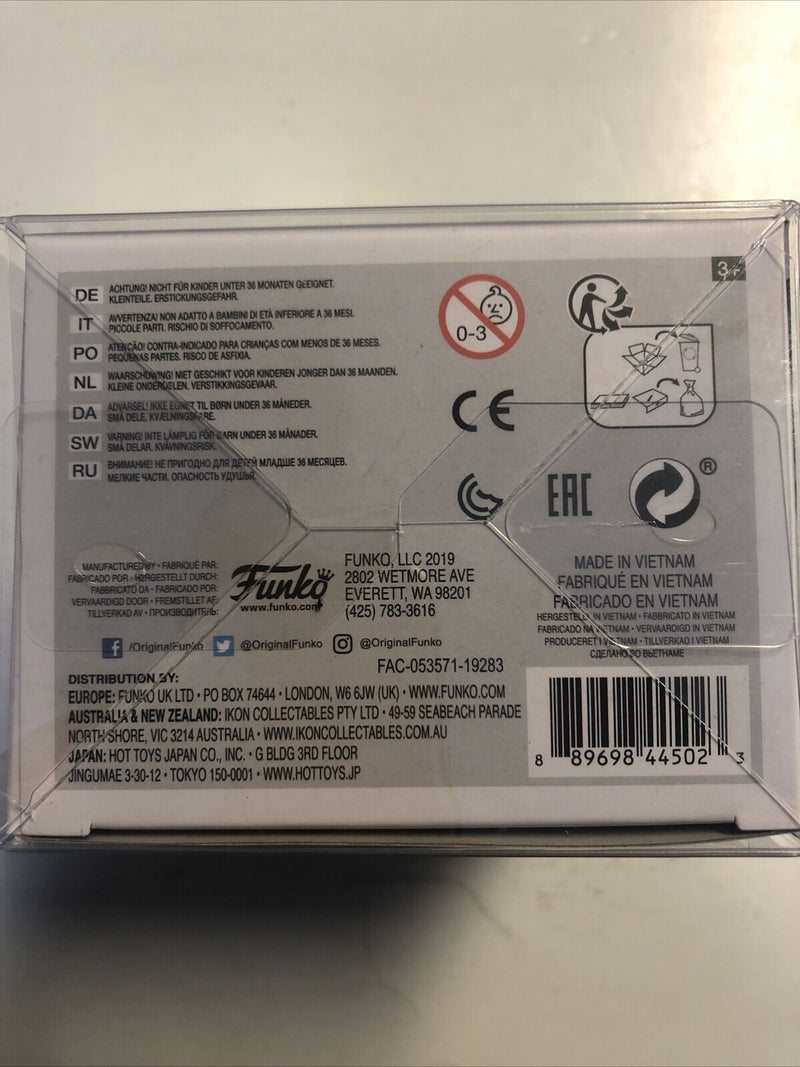 3+
DE ACHTUNG! NICHT FÜR KINDER UNTER 36 MONATEN GEEIGNET.
KLEINTEILE. ERSTICKUNGSGEFAHR.
IT AVVERTENZA! NON ADATTO A BAMBINI DI ETÀ INFERIORE A 36 MESI.
PICCOLE PARTI. RISCHIO DI SOFFOCAMENTO.
PO ATENÇÃO! CONTRA-INDICADO PARA CRIANÇAS COM MENOS DE 36 MESES.
PEQUENAS PARTES. RISCO DE ASFIXIA.
NL WAARSCHUWING! NIET GESCHIKT VOOR KINDEREN JONGER DAN 36 MAANDEN.
KLEINE ONDERDELEN. VERSTIKKINGSGEVAAR.
DA ADVARSEL! IKKE EGNET TIL BØRN UNDER 36 MÅNEDER.
SMÅ DELE. KVÆLNINGSFARE.
SW VARNING! INTE LÄMPLIG FÖR BARN UNDER 36 MÅNADER.
SMÅ DELAR. KVÄVNINGSRISK.
RU ВНИМАНИЕ! НЕ ПРИГОДНО ДЛЯ ДЕТЕЙ МЛАДШЕ 36 МЕСЯЦЕВ.
МЕЛКИЕ ЧАСТИ. ОПАСНОСТЬ УДУШЬЯ.
0-3
CE
EAC
®
MANUFACTURED BY • FABRIQUÉ PAR:
FABRICADO POR • HERGESTELLT DURCH:
FABBRICATO DA • FABRICADO POR:
VERVAARDIGD DOOR • FREMSTILLET AF:
TILLVERKAD AV • ПРОИЗВОДИТЕЛЬ:
Funko
www.funko.com
FUNKO, LLC 2019
2802 WETMORE AVE
EVERETT, WA 98201
(425) 783-3616
MADE IN VIETNAM
FABRIQUÉ EN VIETNAM
FABRICADO EN VIETNAM
HERGESTELLT IN VIETNAM • FABBRICATO IN VIETNAM
FABRICADO NA VIETNAM • VERVAARDIGD IN VIETNAM
PRODUCERET I VIETNAM • TILLVERKAD I VIETNAM
СДЕЛАНО ВО ВЬЕТНАМЕ
/OriginalFunko @OriginalFunko @OriginalFunko
FAC-053571-19283
DISTRIBUTION BY:
EUROPE: FUNKO UK LTD • PO BOX 74644 • LONDON, W6 6JW (UK) • WWW.FUNKO.COM
AUSTRALIA & NEW ZEALAND: IKON COLLECTABLES PTY LTD • 49-59 SEABEACH PARADE
NORTH SHORE, VIC 3214 AUSTRALIA • WWW.IKONCOLLECTABLES.COM.AU
JAPAN: HOT TOYS JAPAN CO., INC. • G BLDG 3RD FLOOR
JINGUMAE 3-30-12 • TOKYO 150-0001 • WWW.HOTTOYS.JP
8 89698 44502 3